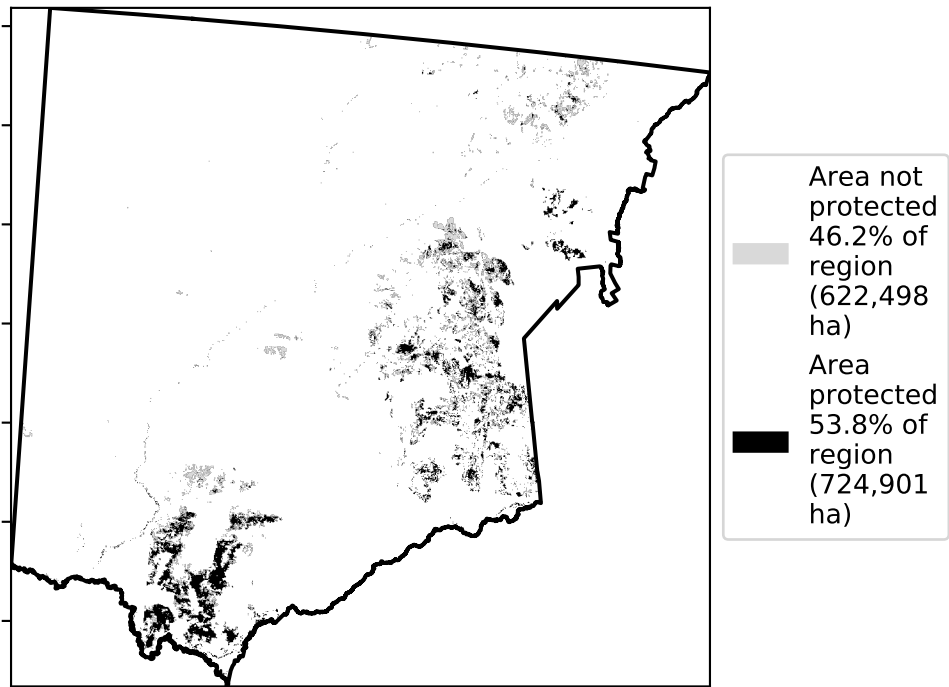 Area not
protected
46.2% of
region
(622,498
ha)
Area
protected
53.8% of
region
(724,901
ha)